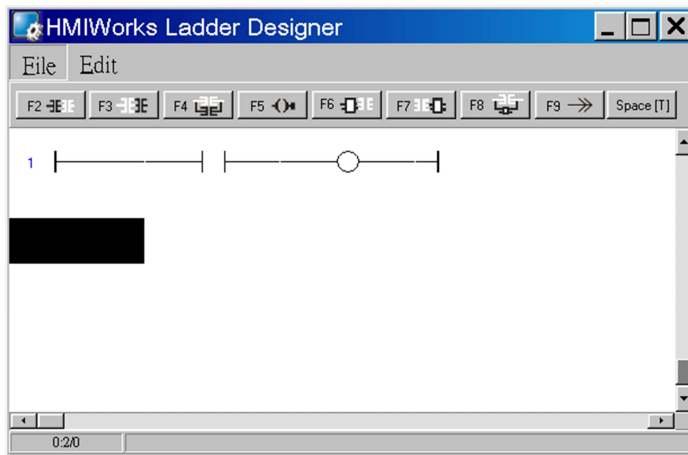 HMIWorks Ladder Designer
File Edit
F2 F3 F4 F5 F6 F7 F8 F9 Space [T]
1
0:2/0